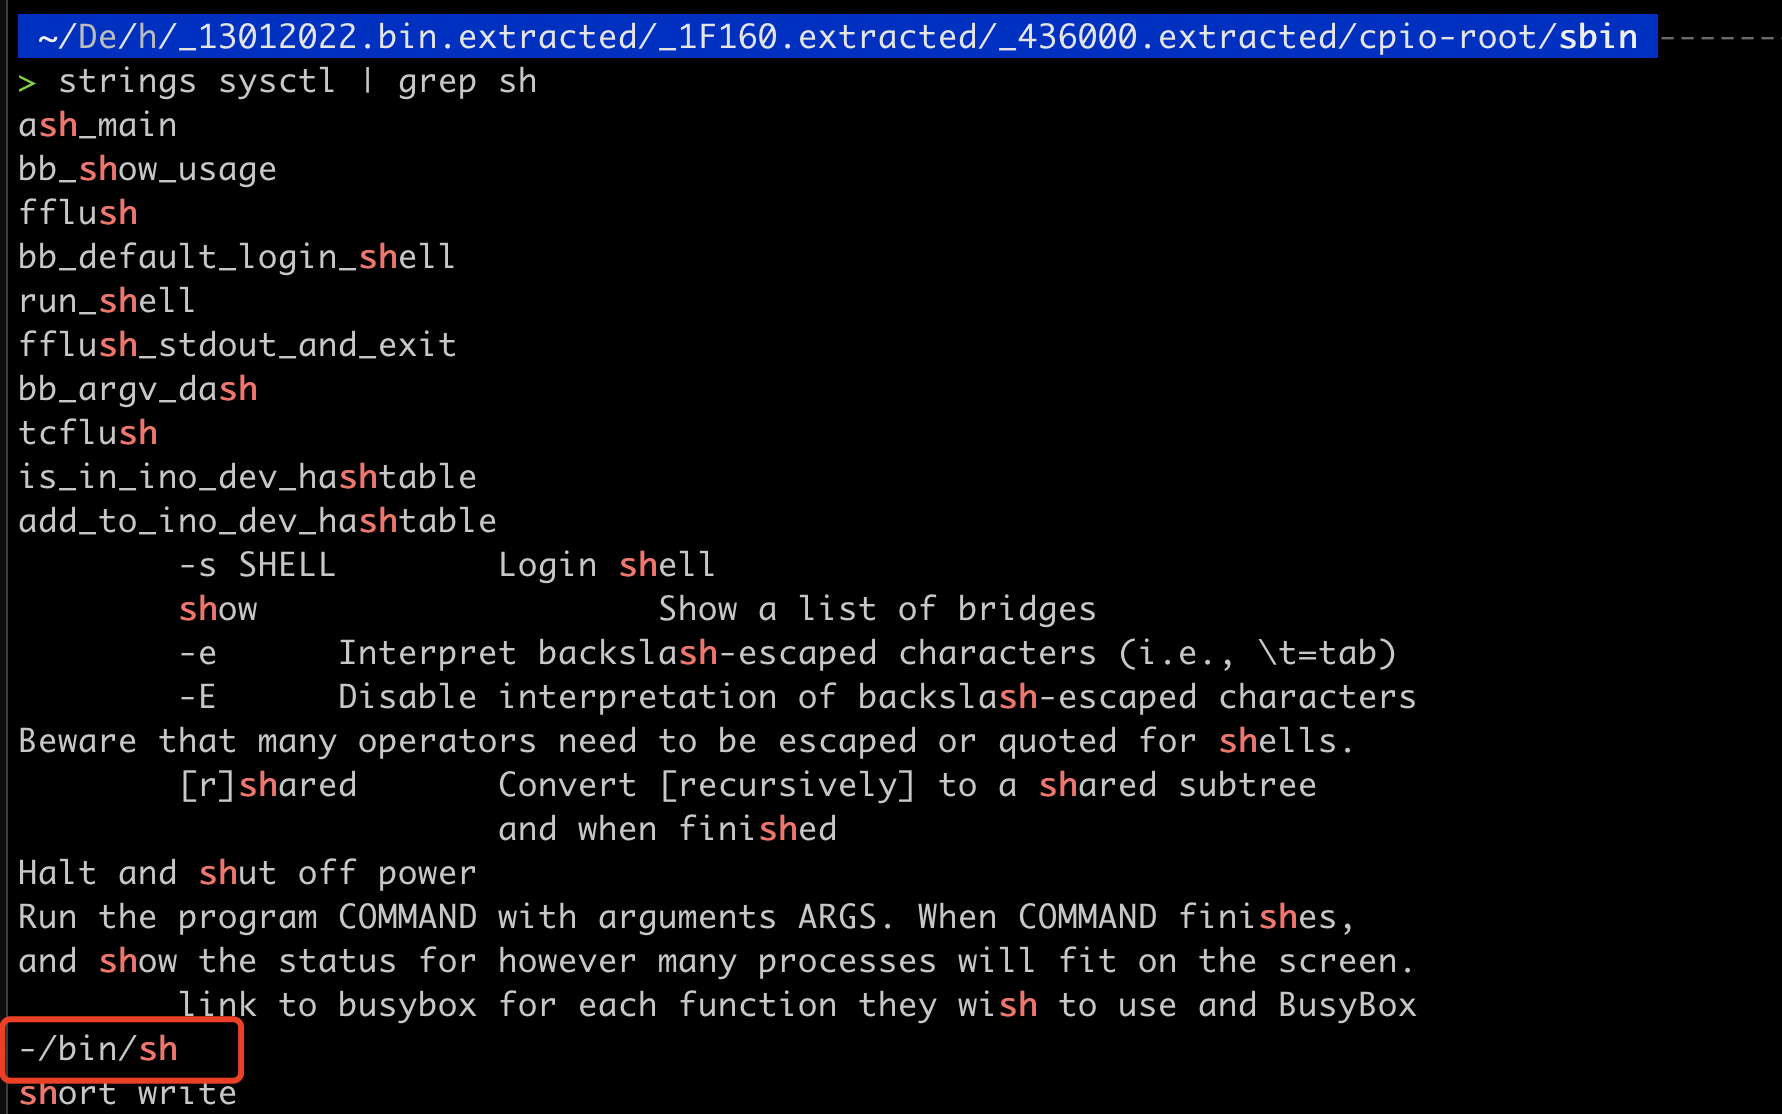 ~/De/h/_13012022.bin.extracted/_1F160.extracted/_436000.extracted/cpio-root/sbin -------
> strings sysctl | grep sh
ash_main
bb_show_usage
fflush
bb_default_login_shell
run_shell
fflush_stdout_and_exit
bb_argv_dash
tcflush
is_in_ino_dev_hashtable
add_to_ino_dev_hashtable
        -s SHELL        Login shell
        show                    Show a list of bridges
        -e      Interpret backslash-escaped characters (i.e., \t=tab)
        -E      Disable interpretation of backslash-escaped characters
Beware that many operators need to be escaped or quoted for shells.
        [r]shared       Convert [recursively] to a shared subtree
                        and when finished
Halt and shut off power
Run the program COMMAND with arguments ARGS. When COMMAND finishes,
and show the status for however many processes will fit on the screen.
        link to busybox for each function they wish to use and BusyBox
-/bin/sh
short write